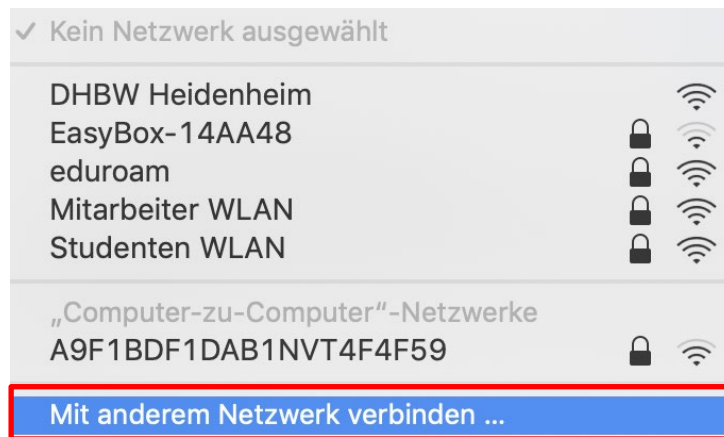 Kein Netzwerk ausgewählt
DHBW Heidenheim
EasyBox-14AA48
eduroam
Mitarbeiter WLAN
Studenten WLAN
„Computer-zu-Computer“-Netzwerke
A9F1BDF1DAB1NVT4F4F59
Mit anderem Netzwerk verbinden ...